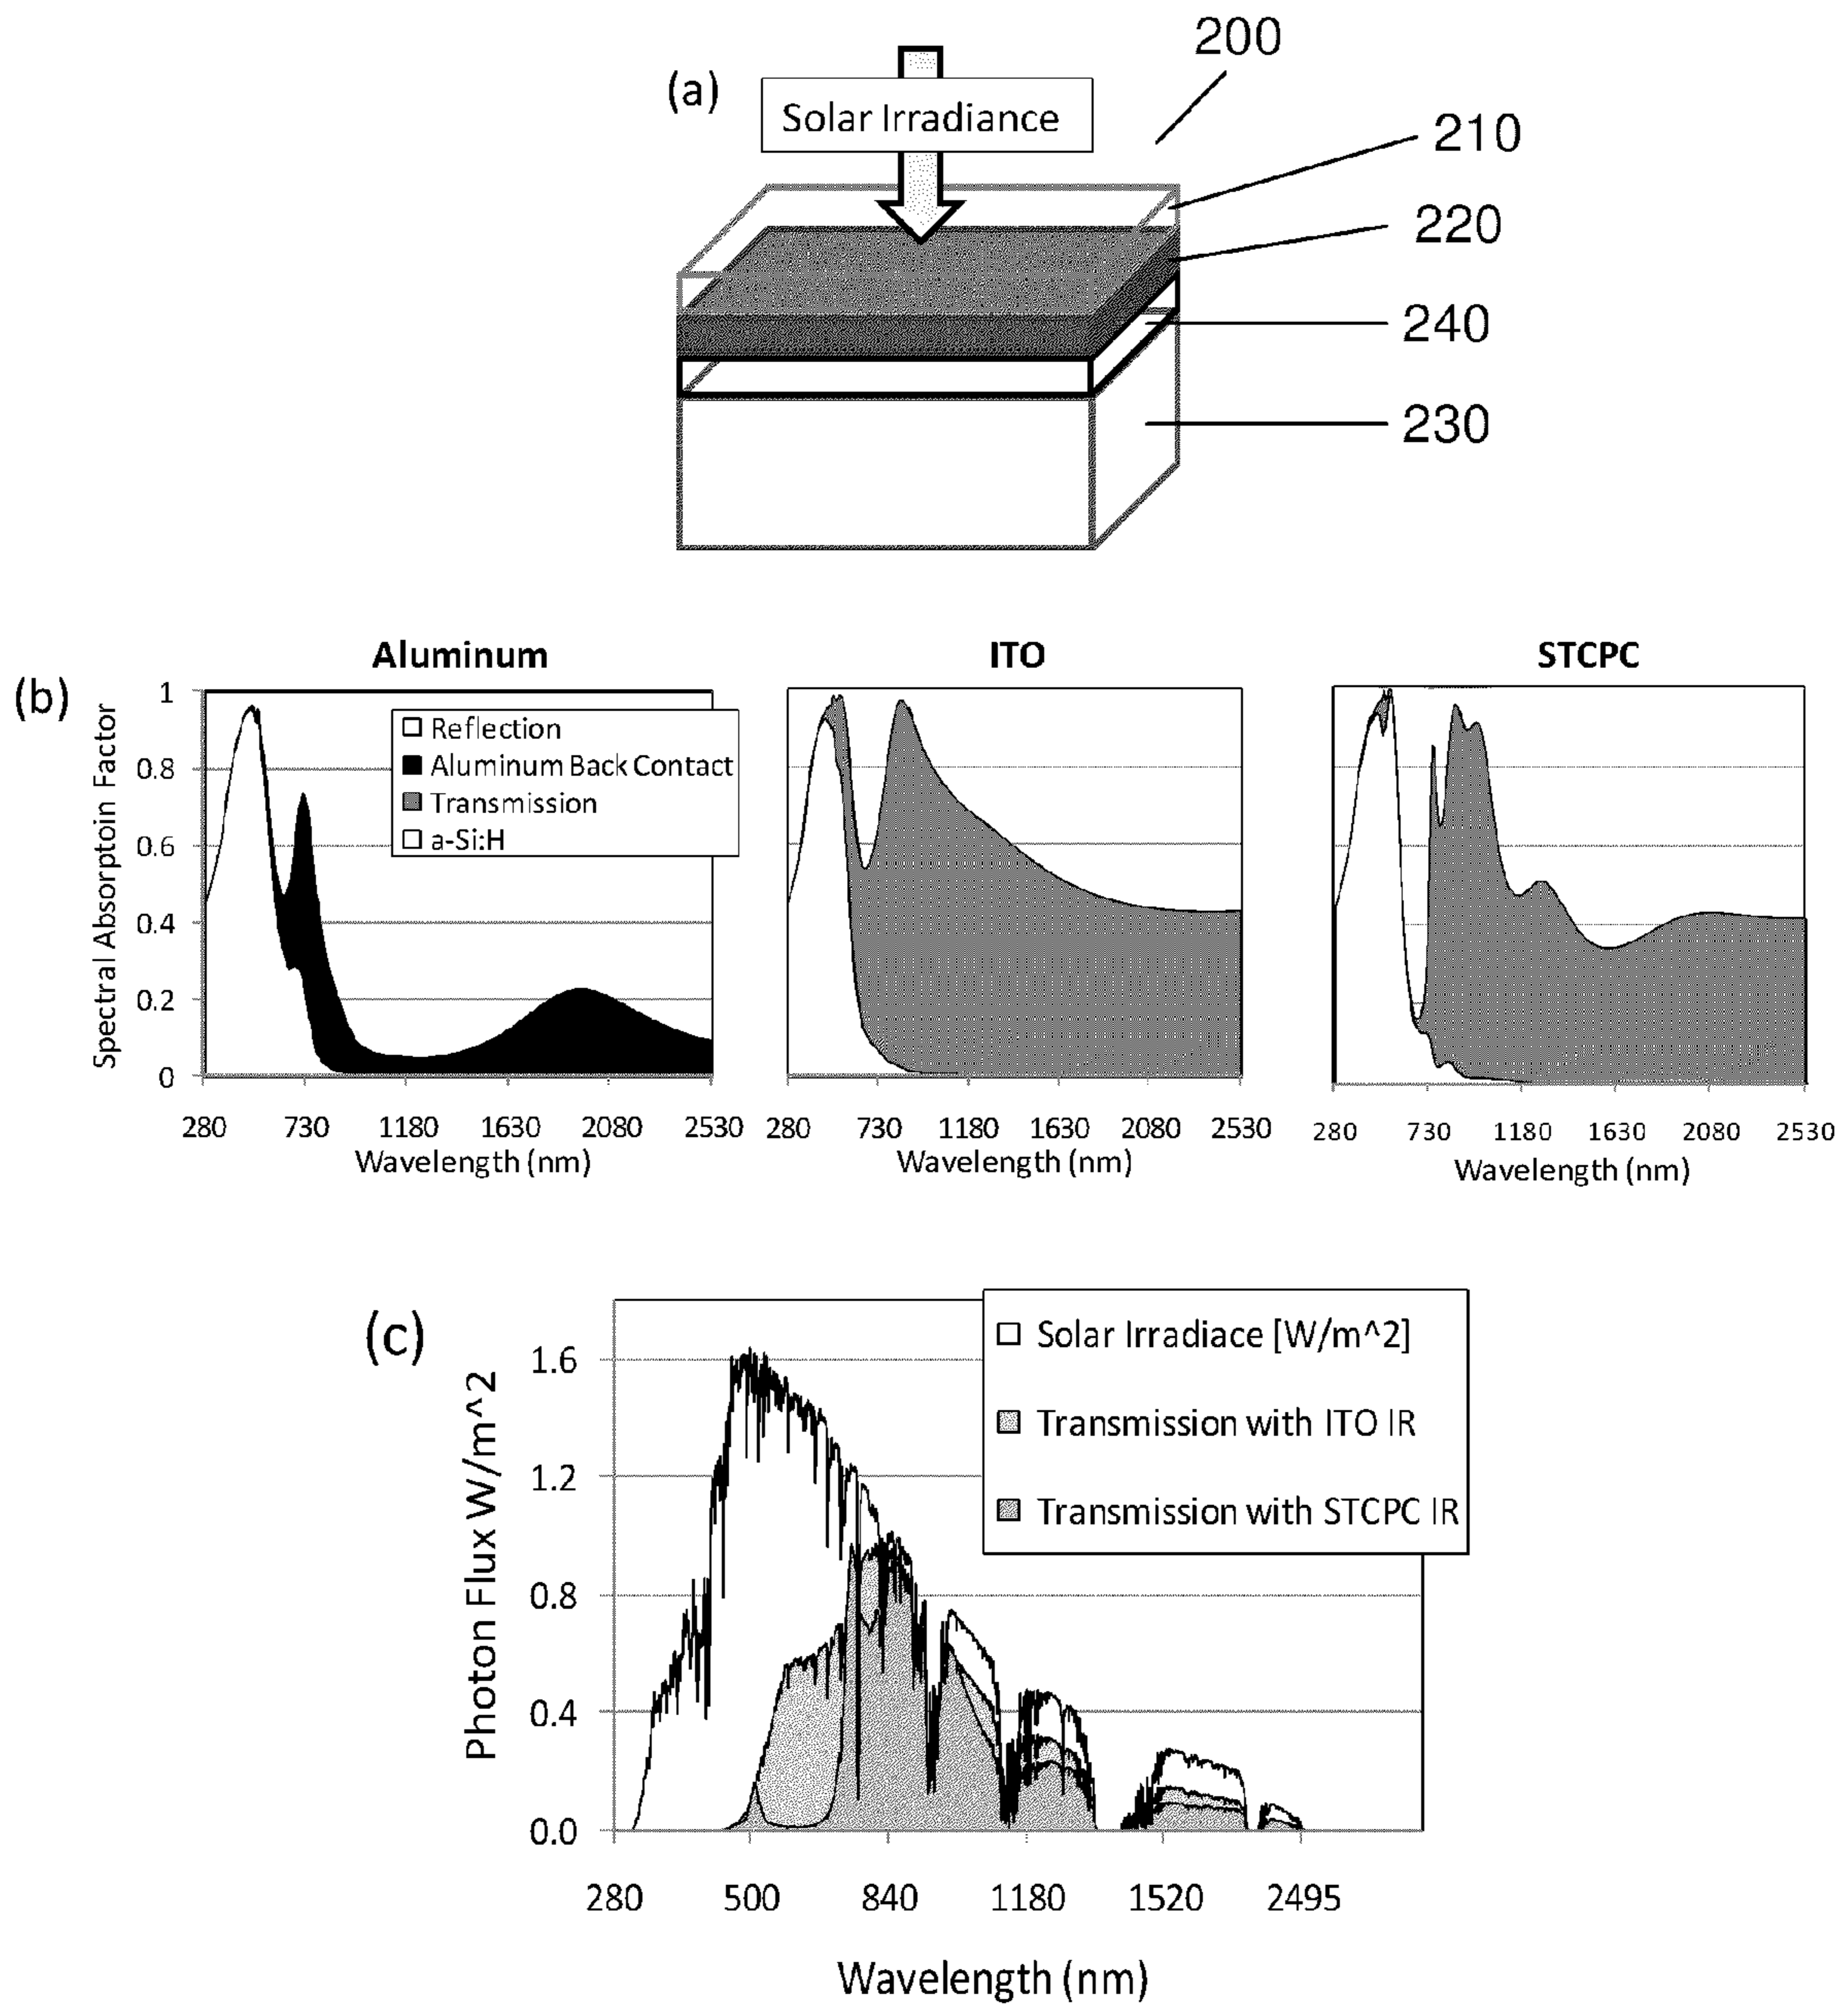 200
(a)
Solar Irradiance
210
220
240
230
(b)
Aluminum
ITO
STCPC
Spectral Absorptoin Factor
1
0.8
0.6
0.4
0.2
0
Reflection
Aluminum Back Contact
Transmission
a-Si:H
280 730 1180 1630 2080 2530
Wavelength (nm)
280 730 1180 1630 2080 2530
Wavelength (nm)
280 730 1180 1630 2080 2530
Wavelength (nm)
(c)
Photon Flux W/m^2
1.6
1.2
0.8
0.4
0.0
Solar Irradiace [W/m^2]
Transmission with ITO IR
Transmission with STCPC IR
280 500 840 1180 1520 2495
Wavelength (nm)